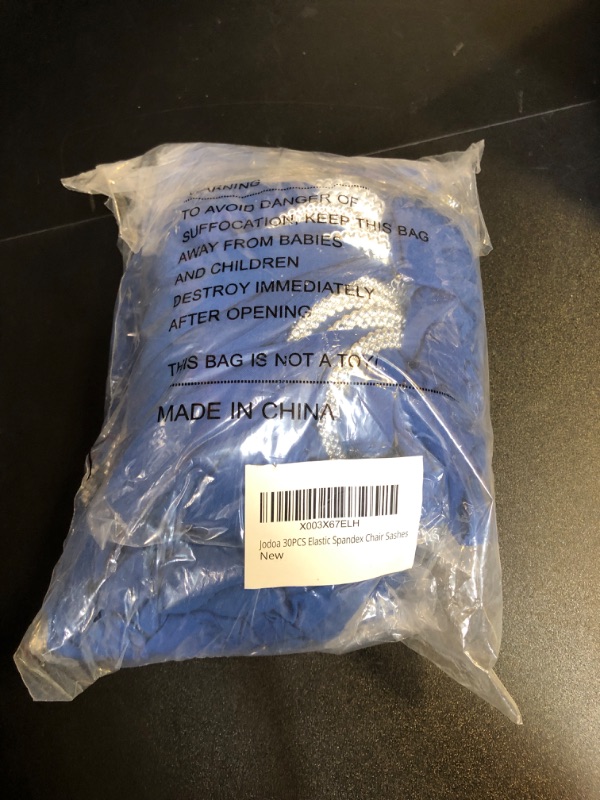 WARNING
TO AVOID DANGER OF
SUFFOCATION, KEEP THIS BAG
AWAY FROM BABIES
AND CHILDREN
DESTROY IMMEDIATELY
AFTER OPENING
THIS BAG IS NOT A TOY!
MADE IN CHINA
X003X67ELH
Jodoa 30PCS Elastic Spandex Chair Sashes
New